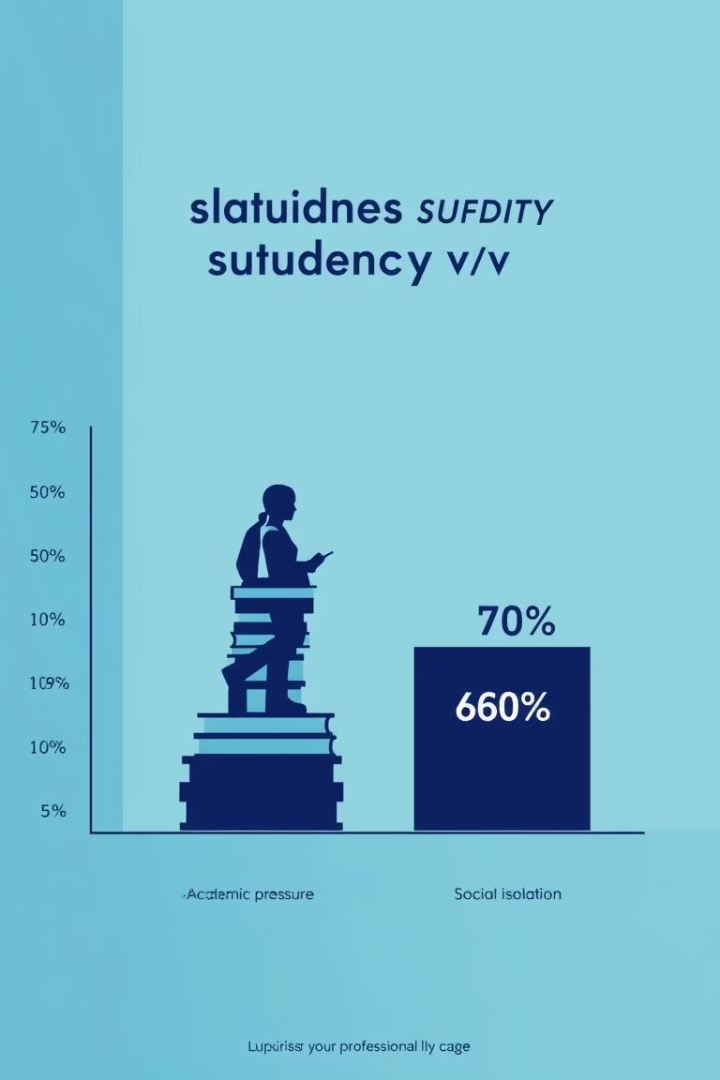 slatuidnes SUFDITY
sutudency v/v
75%
50%
50%
10%
109%
10%
5%
70%
660%
Academic pressure
Social isolation
your professional lly cage